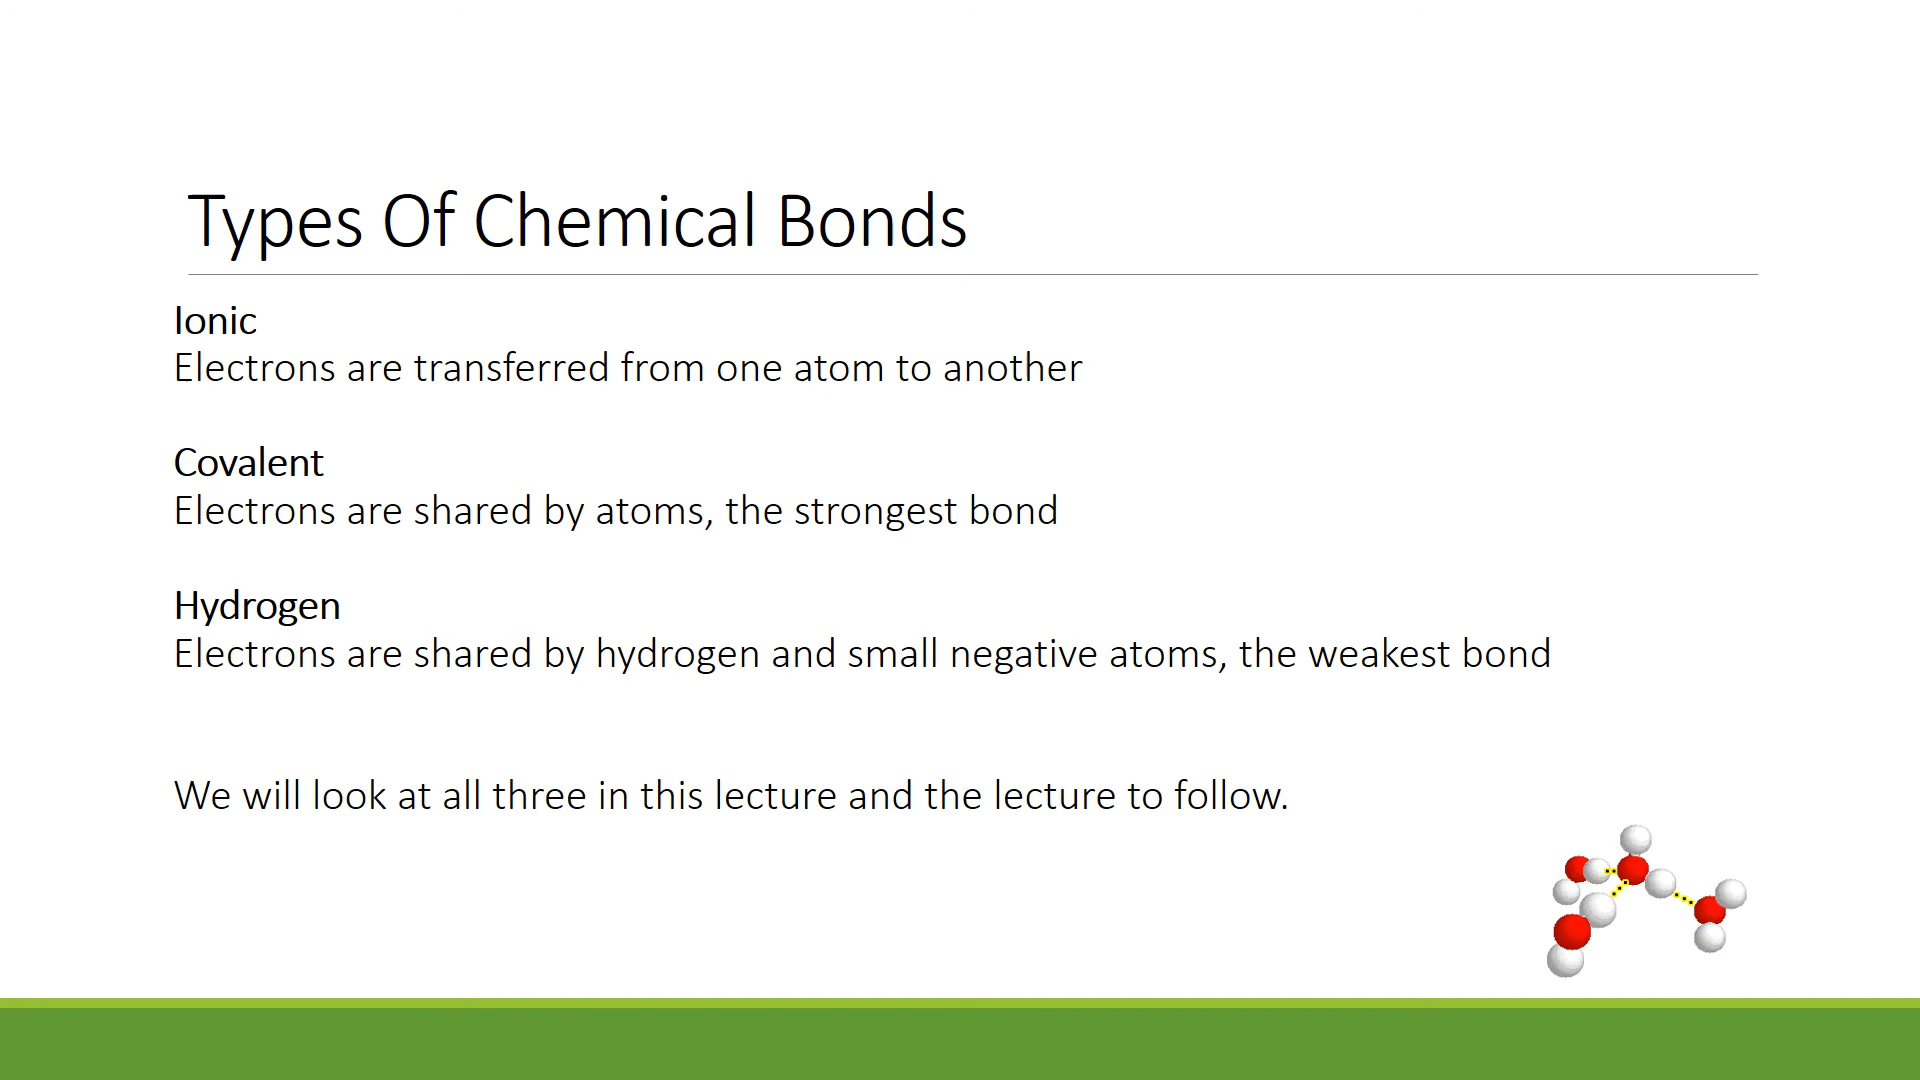 Types Of Chemical Bonds
Ionic
Electrons are transferred from one atom to another
Covalent
Electrons are shared by atoms, the strongest bond
Hydrogen
Electrons are shared by hydrogen and small negative atoms, the weakest bond
We will look at all three in this lecture and the lecture to follow.